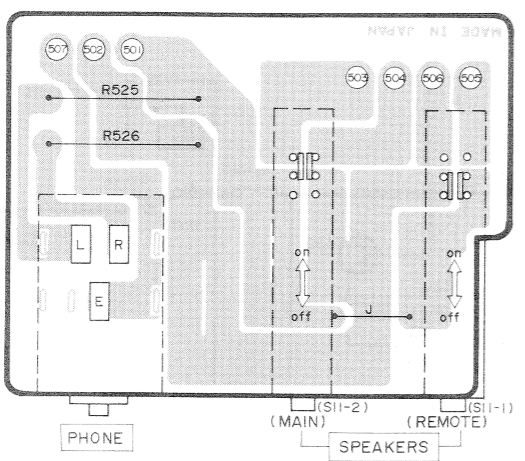 MADE IN JAPAN
507 502 501
503 504 506 505
R525
R526
L R
E
on
off
on
off
J
(S11-2)
(S11-1)
(MAIN)
(REMOTE)
PHONE
SPEAKERS